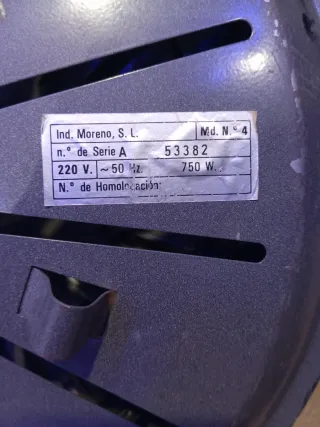 Ind. Moreno, S. L. Md. N.º 4
n.º de Serie A 53382
220 V. ~ 50 Hz. 750 W.
N.º de Homologación: